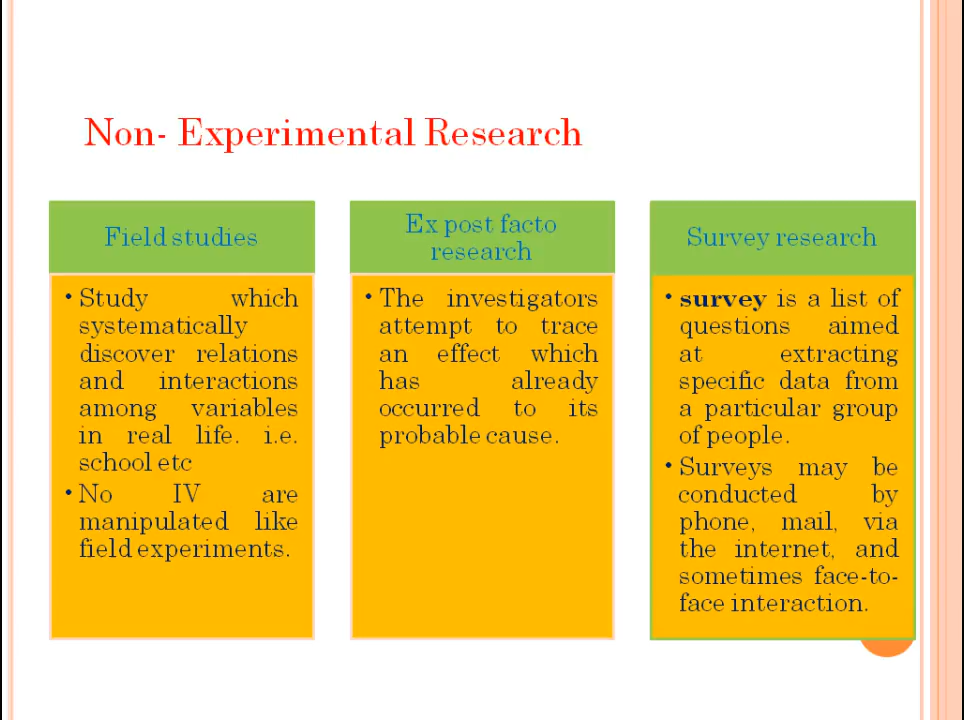 Non- Experimental Research
Field studies
• Study which
systematically
discover relations
and interactions
among variables
in real life. i.e.
school etc
• No IV are
manipulated like
field experiments.
Ex post facto
research
• The investigators
attempt to trace
an effect which
has already
occurred to its
probable cause.
Survey research
• survey is a list of
questions aimed
at extracting
specific data from
a particular group
of people.
• Surveys may be
conducted by
phone, mail, via
the internet, and
sometimes face-to-
face interaction.